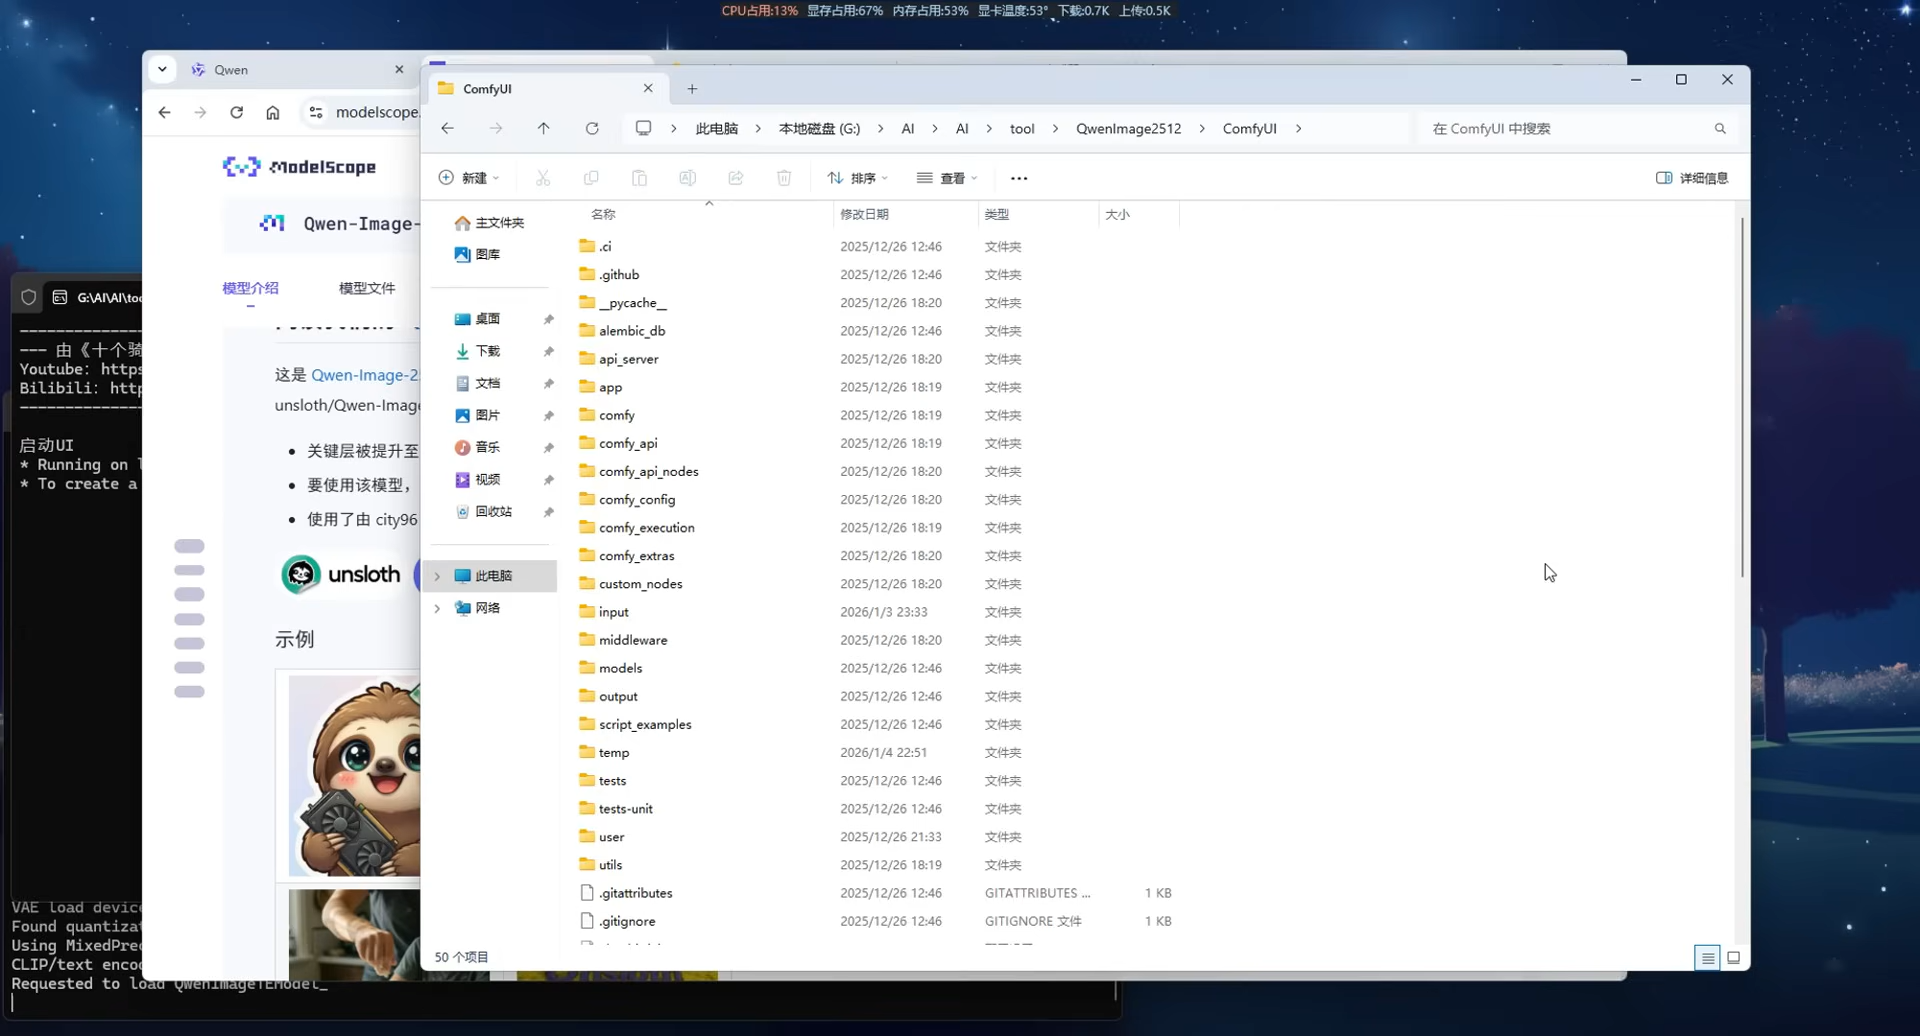 CPU占用:13% 显存占用:67% 内存占用:53% 显卡温度:53° 下载:0.7K 上传:0.5K
Qwen
modelscope.
ModelScope
Qwen-Image-
模型介绍
模型文件
这是 Qwen-Image-2
unsloth/Qwen-Image
关键层被提升至
要使用该模型,
使用了由 city96
unsloth
示例
G:\AI\AI\too
--- 由《十个骑
Youtube: https
Bilibili: http
启动UI
* Running on l
* To create a
VAE load device
Found quantizat
Using MixedPrec
CLIP/text encod
Requested to load QwenImageTEModel_
ComfyUI
此电脑 > 本地磁盘 (G:) > AI > AI > tool > QwenImage2512 > ComfyUI >
在 ComfyUI 中搜索
新建
排序
查看
详细信息
主文件夹
图库
桌面
下载
文档
图片
音乐
视频
回收站
此电脑
网络
名称 修改日期 类型 大小
.ci 2025/12/26 12:46 文件夹
.github 2025/12/26 12:46 文件夹
__pycache__ 2025/12/26 18:20 文件夹
alembic_db 2025/12/26 12:46 文件夹
api_server 2025/12/26 18:20 文件夹
app 2025/12/26 18:19 文件夹
comfy 2025/12/26 18:19 文件夹
comfy_api 2025/12/26 18:19 文件夹
comfy_api_nodes 2025/12/26 18:20 文件夹
comfy_config 2025/12/26 18:20 文件夹
comfy_execution 2025/12/26 18:19 文件夹
comfy_extras 2025/12/26 18:20 文件夹
custom_nodes 2025/12/26 18:20 文件夹
input 2026/1/3 23:33 文件夹
middleware 2025/12/26 18:20 文件夹
models 2025/12/26 12:46 文件夹
output 2025/12/26 12:46 文件夹
script_examples 2025/12/26 12:46 文件夹
temp 2026/1/4 22:51 文件夹
tests 2025/12/26 12:46 文件夹
tests-unit 2025/12/26 12:46 文件夹
user 2025/12/26 21:33 文件夹
utils 2025/12/26 18:19 文件夹
.gitattributes 2025/12/26 12:46 GITATTRIBUTES ... 1 KB
.gitignore 2025/12/26 12:46 GITIGNORE 文件 1 KB
50 个项目